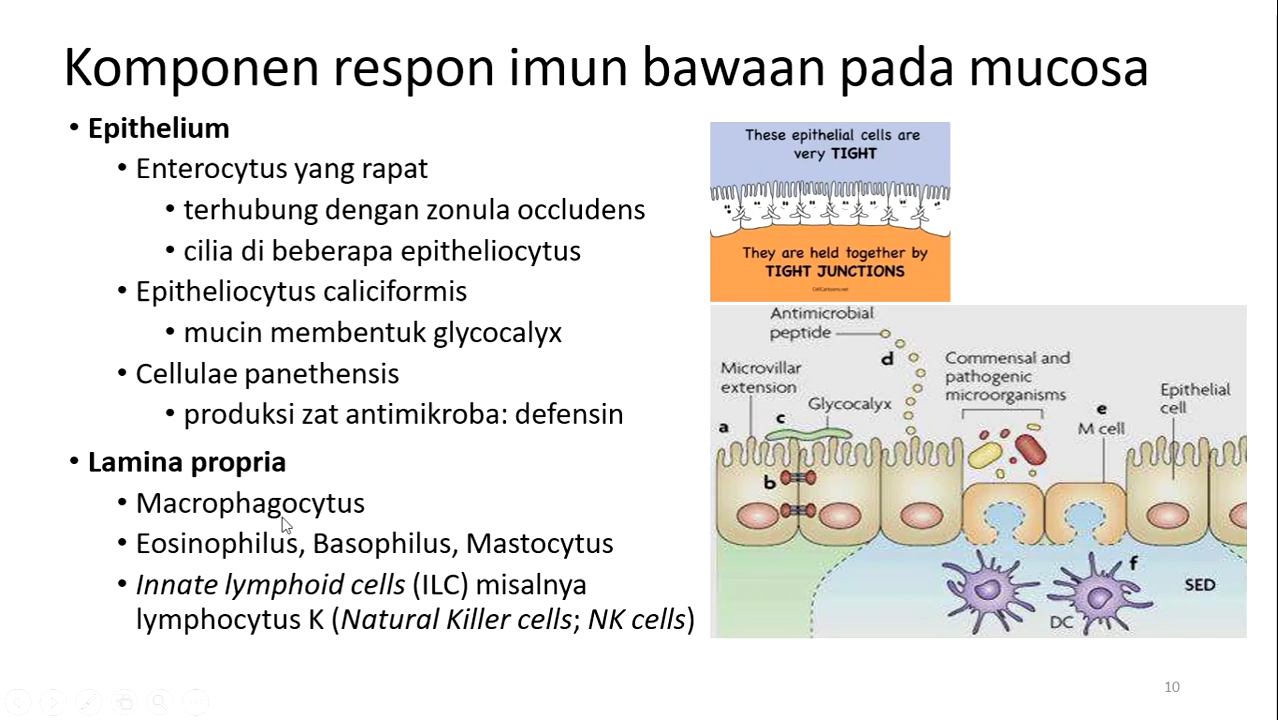 Komponen respon imun bawaan pada mucosa
• Epithelium
• Enterocytus yang rapat
• terhubung dengan zonula occludens
• cilia di beberapa epitheliocytus
• Epitheliocytus caliciformis
• mucin membentuk glycocalyx
• Cellulae panethensis
• produksi zat antimikroba: defensin
• Lamina propria
• Macrophagocytus
• Eosinophilus, Basophilus, Mastocytus
• Innate lymphoid cells (ILC) misalnya
lymphocytus K (Natural Killer cells; NK cells)
These epithelial cells are
very TIGHT
They are held together by
TIGHT JUNCTIONS
Antimicrobial
peptide
d
Commensal and
pathogenic
microorganisms
Microvillar
extension
Glycocalyx
Epithelial
cell
a
c
e
M cell
b
f
SED
DC
10